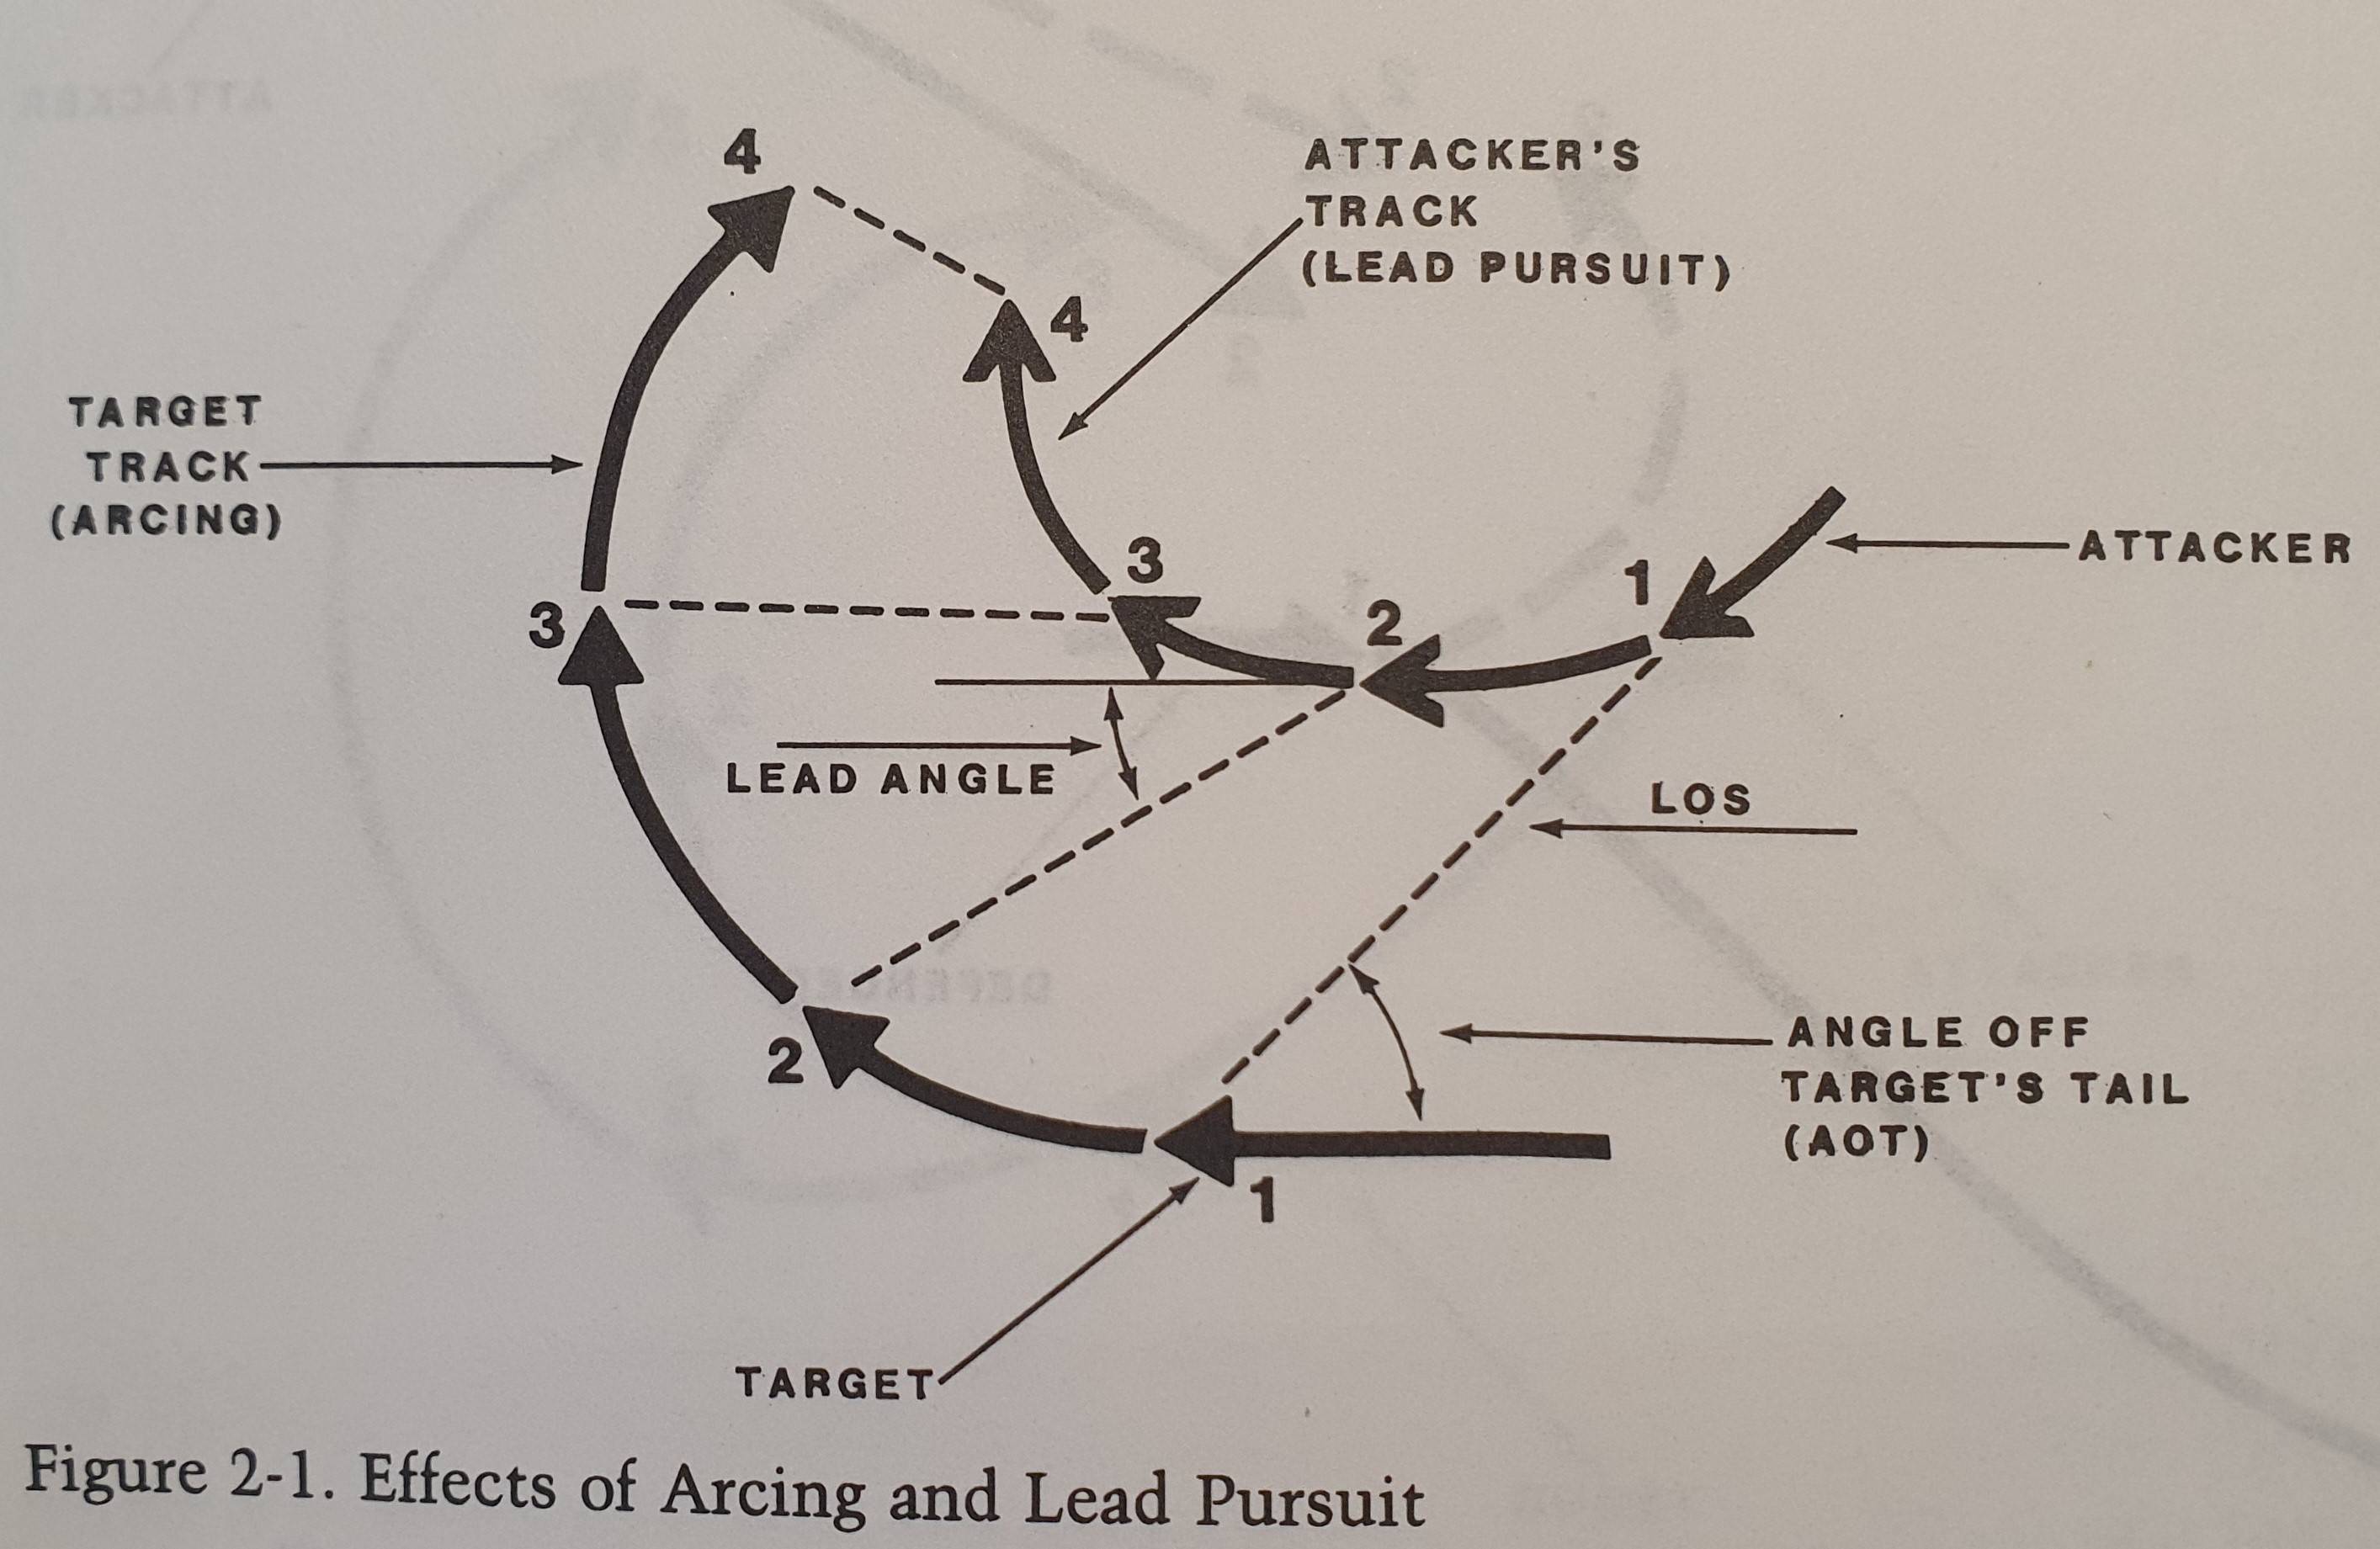 4
ATTACKER'S
TRACK
(LEAD PURSUIT)
4
TARGET
TRACK
(ARCING)
ATTACKER
3
1
3
2
LEAD ANGLE
LOS
2
ANGLE OFF
TARGET'S TAIL
(AOT)
1
TARGET
Figure 2-1. Effects of Arcing and Lead Pursuit